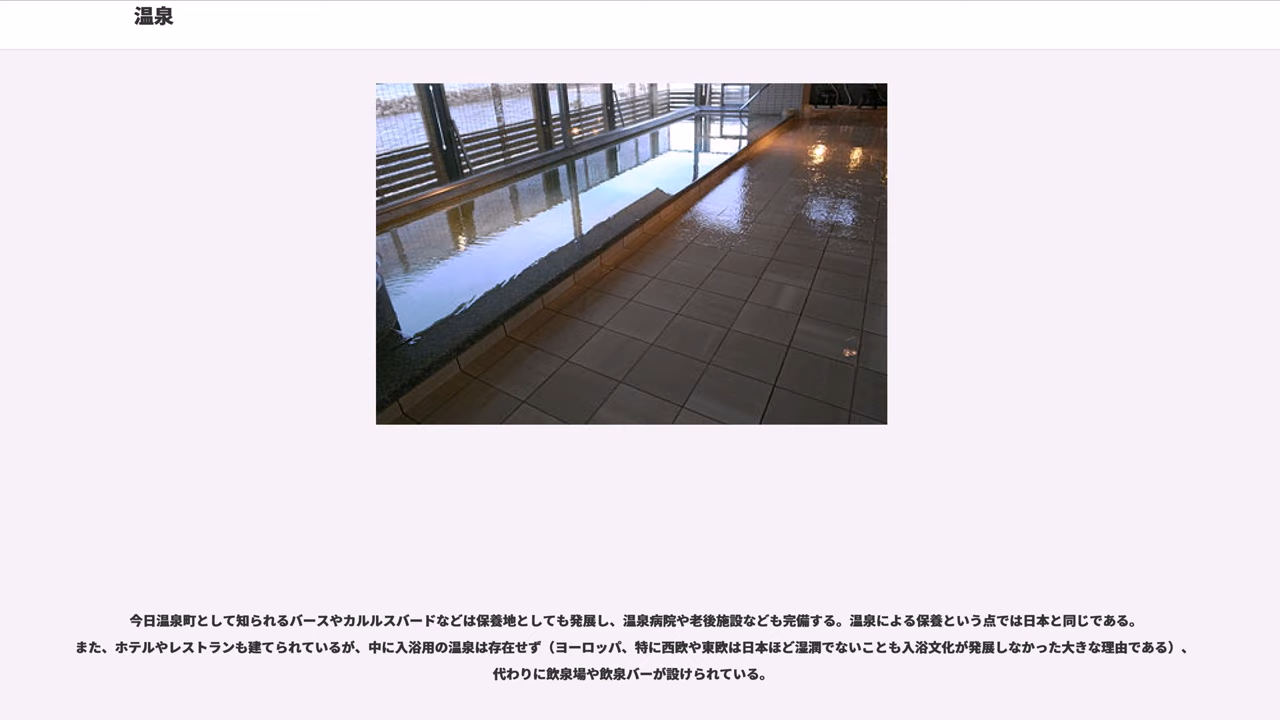 温泉
今日温泉町として知られるバースやカルルスバードなどは保養地としても発展し、温泉病院や老後施設なども完備する。温泉による保養という点では日本と同じである。
また、ホテルやレストランも建てられているが、中に入浴用の温泉は存在せず（ヨーロッパ、特に西欧や東欧は日本ほど湿潤でないことも入浴文化が発展しなかった大きな理由である）、
代わりに飲泉場や飲泉バーが設けられている。